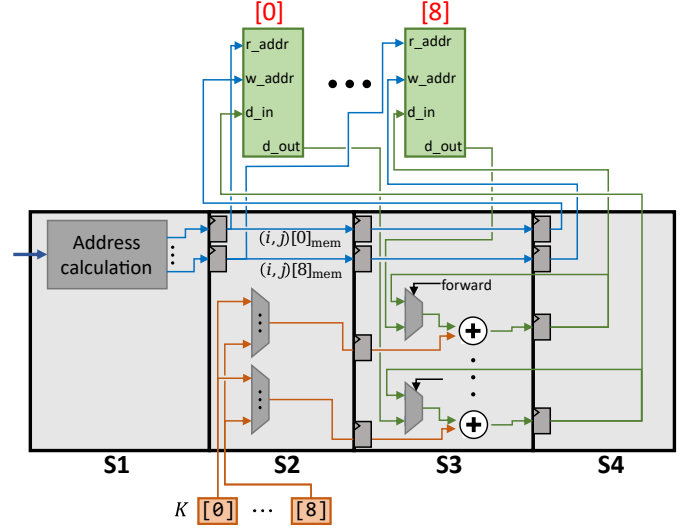 [0]
[8]
r_addr
w_addr
d_in
d_out
r_addr
w_addr
d_in
d_out
Address
calculation
(i, j)[0]mem
(i, j)[8]mem
forward
S1
S2
S3
S4
K [0] ⋯ [8]